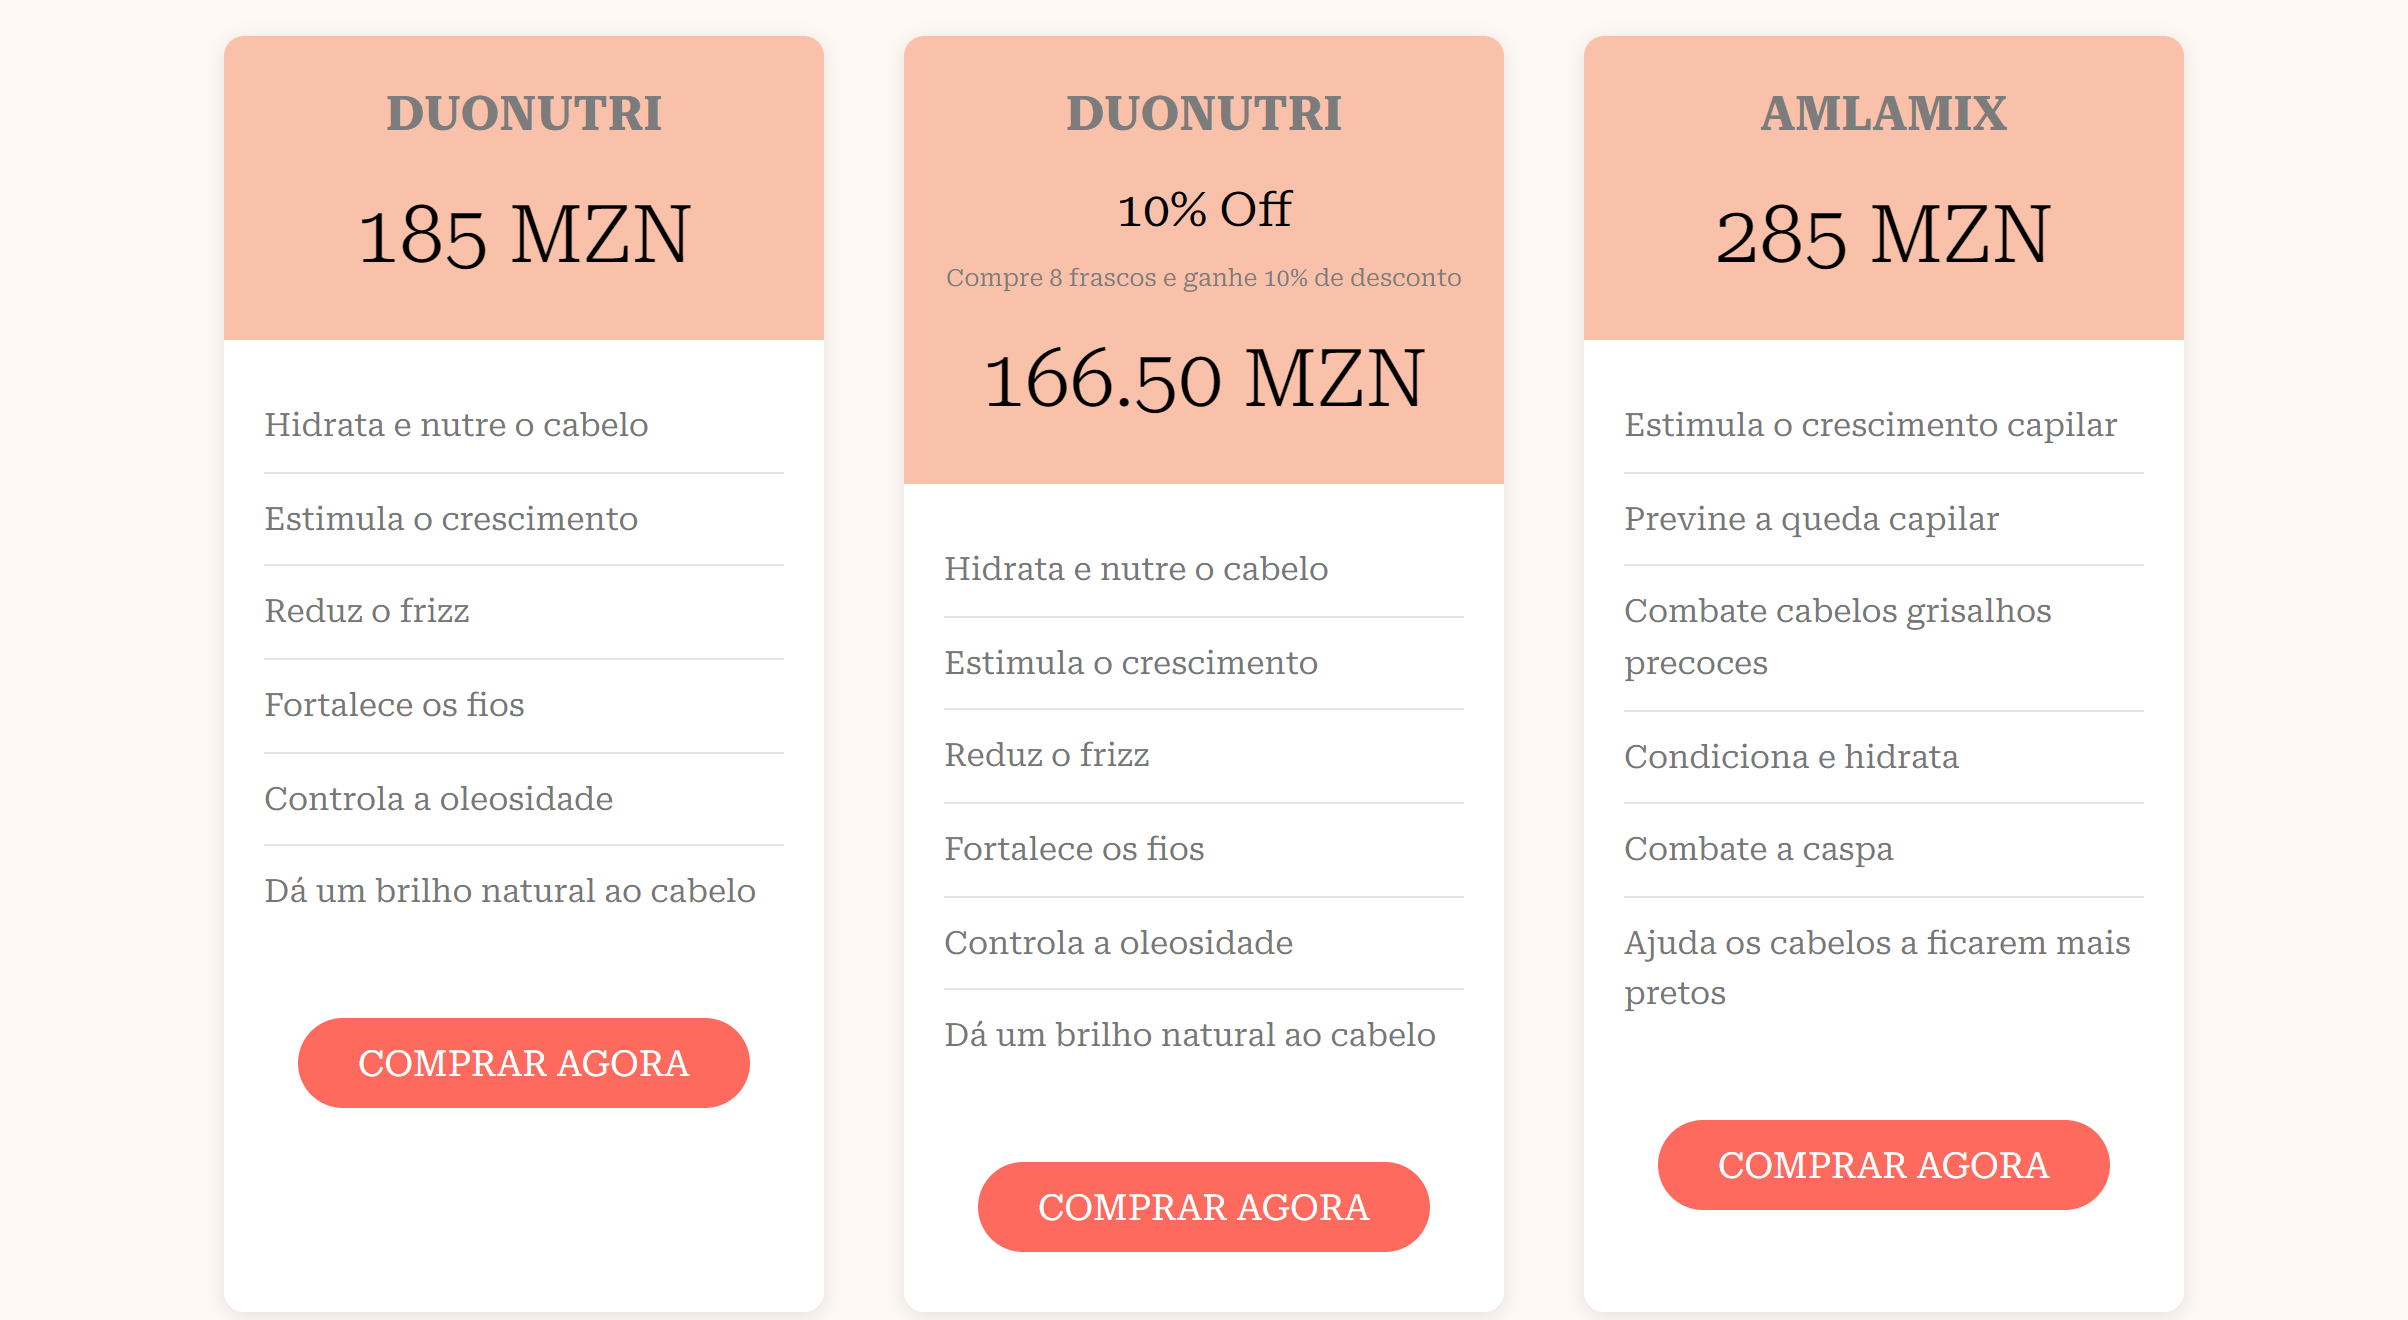 DUONUTRI
185 MZN
Hidrata e nutre o cabelo
Estimula o crescimento
Reduz o frizz
Fortalece os fios
Controla a oleosidade
Dá um brilho natural ao cabelo
COMPRAR AGORA
DUONUTRI
10% Off
Compre 8 frascos e ganhe 10% de desconto
166.50 MZN
Hidrata e nutre o cabelo
Estimula o crescimento
Reduz o frizz
Fortalece os fios
Controla a oleosidade
Dá um brilho natural ao cabelo
COMPRAR AGORA
AMLAMIX
285 MZN
Estimula o crescimento capilar
Previne a queda capilar
Combate cabelos grisalhos
precoces
Condiciona e hidrata
Combate a caspa
Ajuda os cabelos a ficarem mais
pretos
COMPRAR AGORA